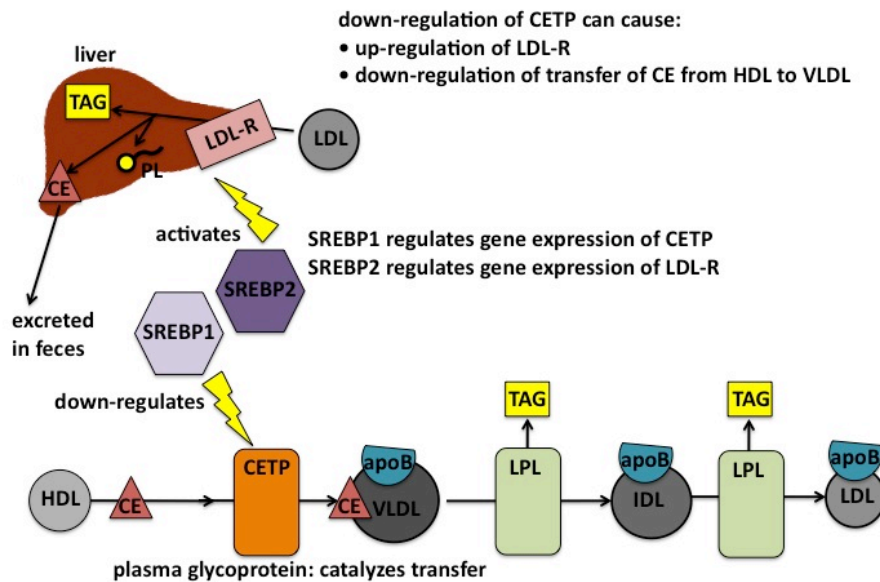 down-regulation of CETP can cause:
• up-regulation of LDL-R
• down-regulation of transfer of CE from HDL to VLDL
liver
TAG
LDL-R
LDL
PL
CE
activates
SREBP1 regulates gene expression of CETP
SREBP2 regulates gene expression of LDL-R
SREBP2
SREBP1
excreted
in feces
down-regulates
TAG
TAG
CETP
apoB
LPL
apoB
LPL
apoB
HDL
CE
CE
VLDL
IDL
LDL
plasma glycoprotein: catalyzes transfer